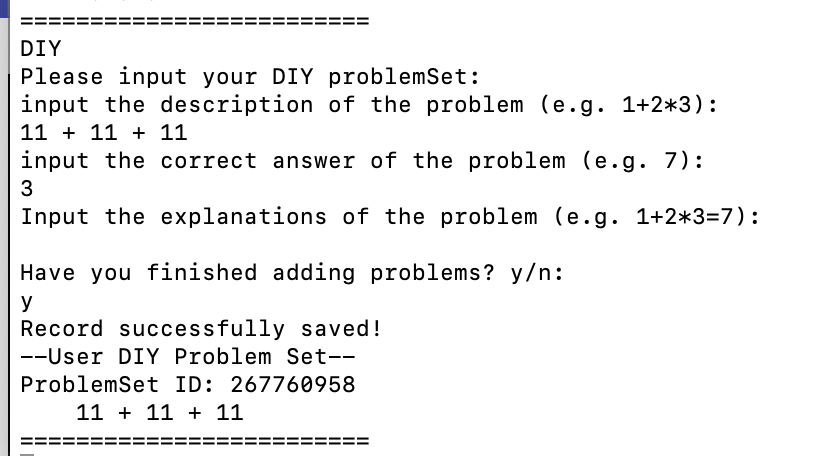 =========================
DIY
Please input your DIY problemSet:
input the description of the problem (e.g. 1+2*3):
11 + 11 + 11
input the correct answer of the problem (e.g. 7):
3
Input the explanations of the problem (e.g. 1+2*3=7):
Have you finished adding problems? y/n:
y
Record successfully saved!
--User DIY Problem Set--
ProblemSet ID: 267760958
    11 + 11 + 11
=========================